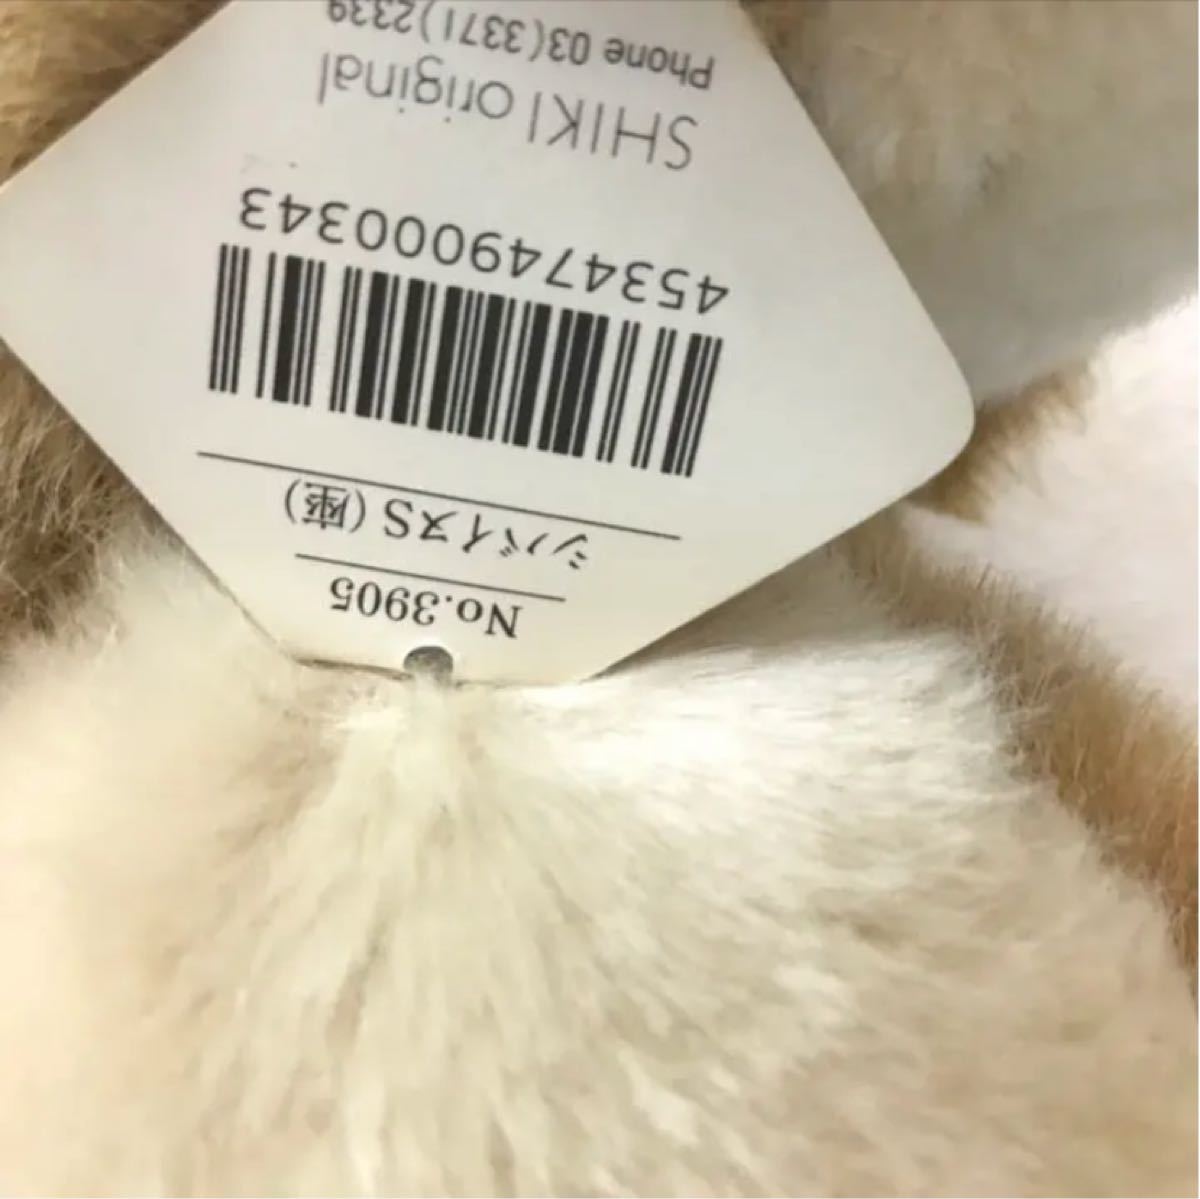 No.3905
シバイヌS (座)
4534749000343
SHIKI original
Phone 03(3371)2339